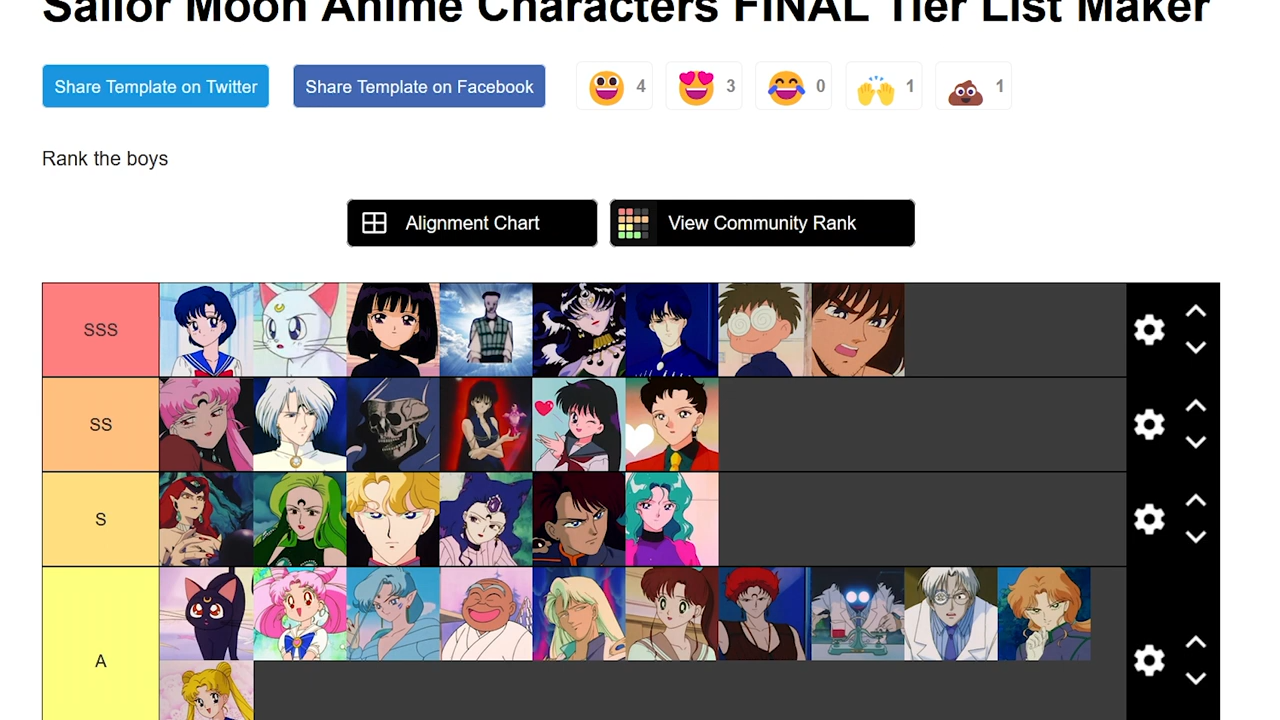 Sailor Moon Anime Characters FINAL Tier List Maker
Share Template on Twitter
Share Template on Facebook
4
3
0
1
1
Rank the boys
Alignment Chart
View Community Rank
SSS
SS
S
A